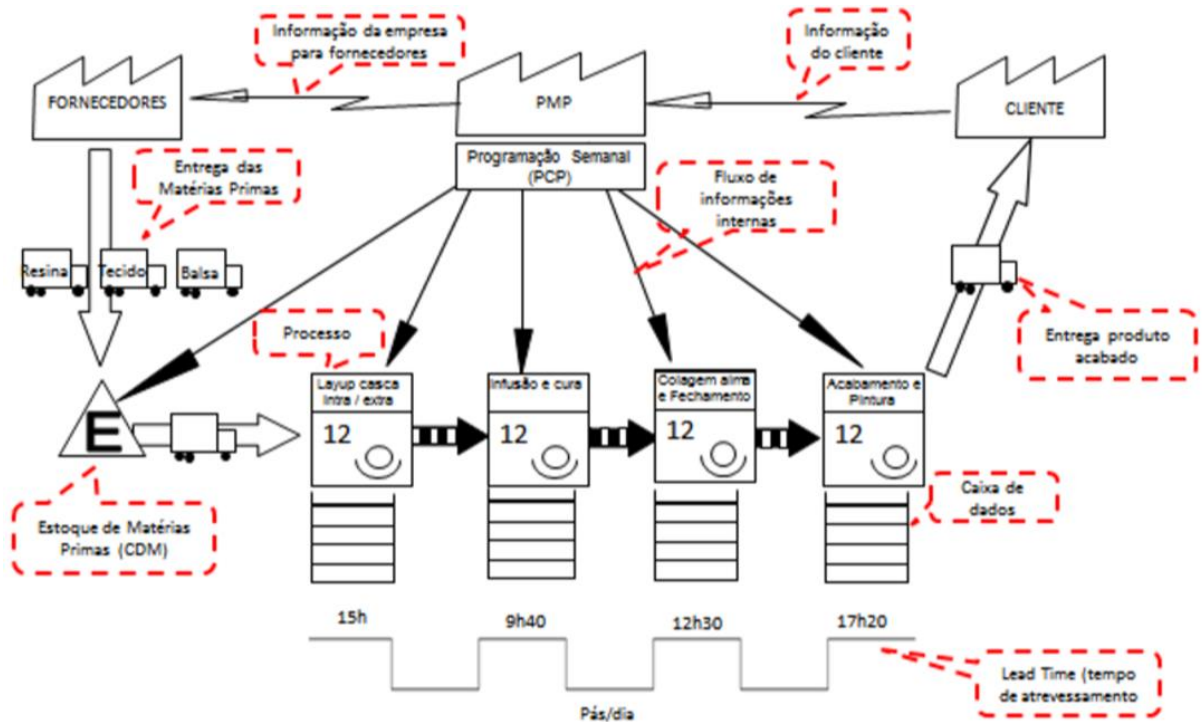 Informação da empresa
para fornecedores
Informação
do cliente
FORNECEDORES
PMP
CLIENTE
Programação Semanal
(PCP)
Entrega das
Matérias Primas
Fluxo de
informações
internas
Resina
Tecido
Balsa
Processo
Entrega produto
acabado
Layup casca
Intra / extra
Infusão e cura
Colagem alma
e Fechamento
Acabamento e
Pintura
E
12
12
12
12
Caixa de
dados
Estoque de Matérias
Primas (CDM)
15h
9h40
12h30
17h20
Lead Time (tempo
de atrevessamento
Pás/dia